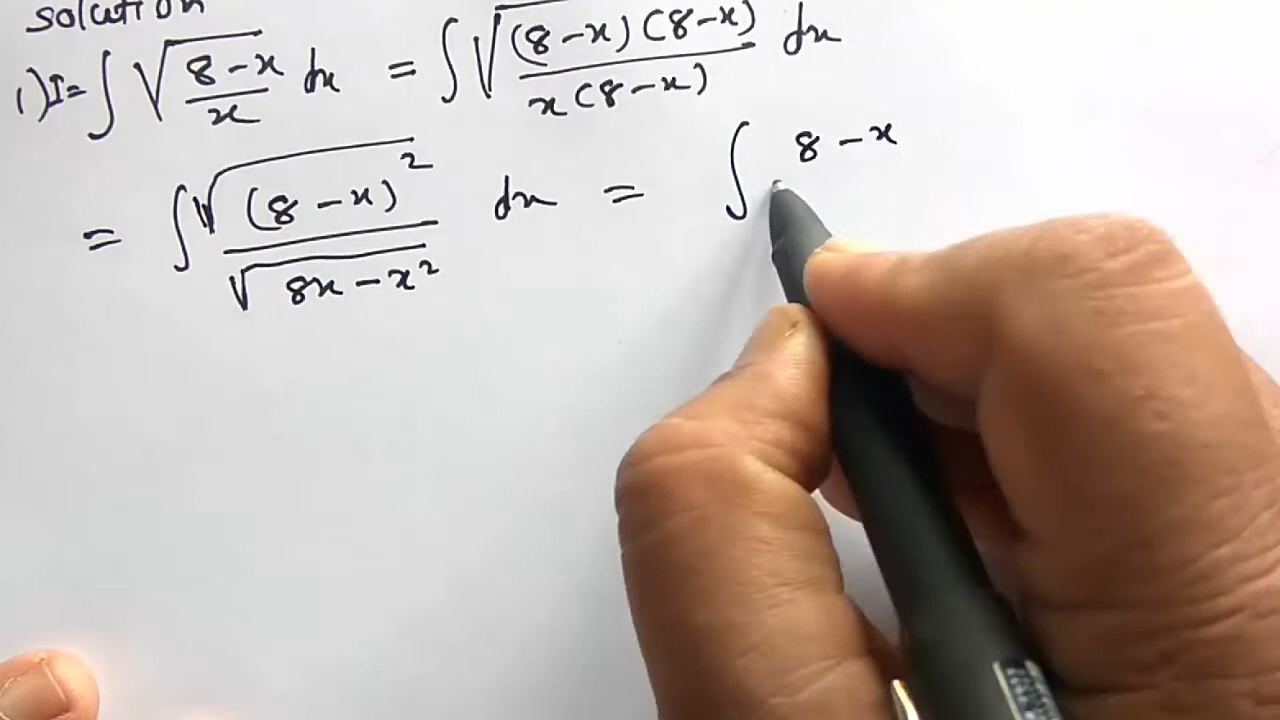 solution
1) I = ∫ √((8-x)/x) dx = ∫ √((8-x)(8-x)/(x(8-x))) dx
= ∫ √((8-x)²)/√(8x-x²) dx = ∫ 8-x